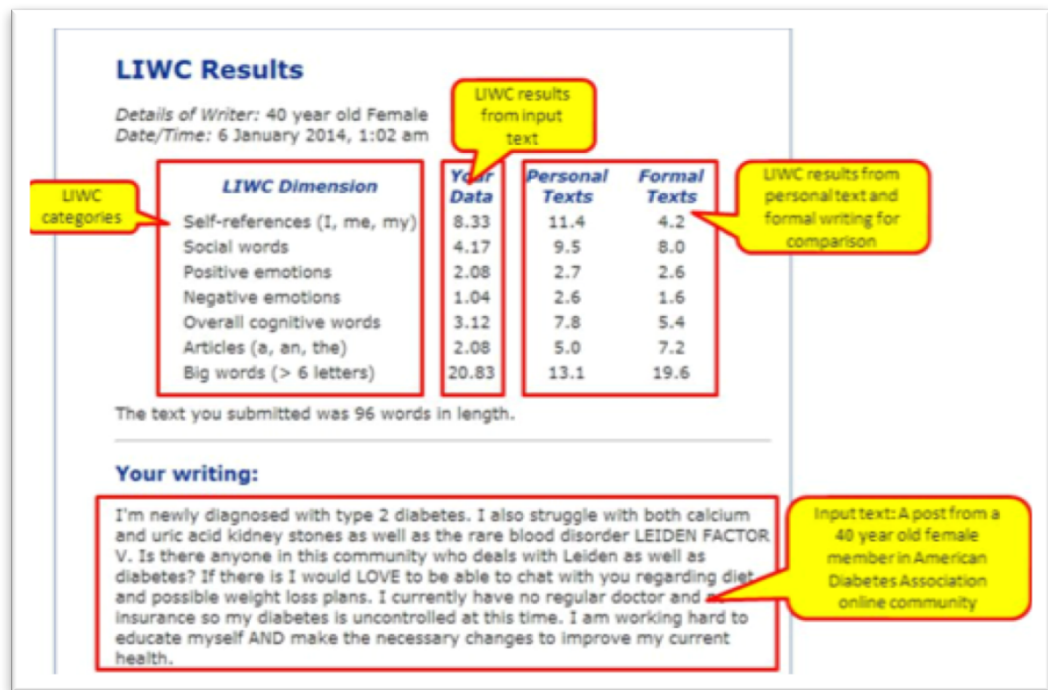 LIWC Results
LIWC results
from input
text
Details of Writer: 40 year old Female
Date/Time: 6 January 2014, 1:02 am
LIWC
categories
LIWC Dimension Your Data Personal Texts Formal Texts
LIWC results from
personal text and
formal writing for
comparison
Self-references (I, me, my) 8.33 11.4 4.2
Social words 4.17 9.5 8.0
Positive emotions 2.08 2.7 2.6
Negative emotions 1.04 2.6 1.6
Overall cognitive words 3.12 7.8 5.4
Articles (a, an, the) 2.08 5.0 7.2
Big words (> 6 letters) 20.83 13.1 19.6
The text you submitted was 96 words in length.
Your writing:
I'm newly diagnosed with type 2 diabetes. I also struggle with both calcium
and uric acid kidney stones as well as the rare blood disorder LEIDEN FACTOR
V. Is there anyone in this community who deals with Leiden as well as
diabetes? If there is I would LOVE to be able to chat with you regarding diet
and possible weight loss plans. I currently have no regular doctor and
insurance so my diabetes is uncontrolled at this time. I am working hard to
educate myself AND make the necessary changes to improve my current
health.
Input text: A post from a
40 year old female
member in American
Diabetes Association
online community